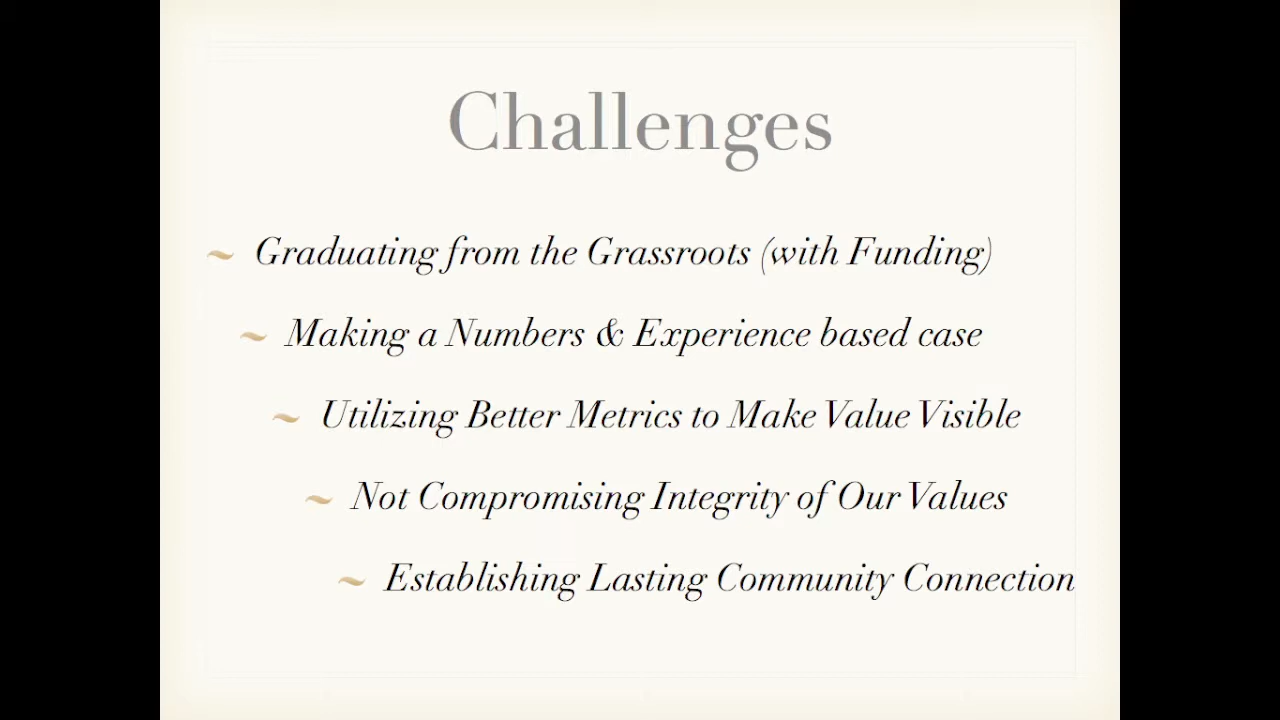 Challenges
~ Graduating from the Grassroots (with Funding)
~ Making a Numbers & Experience based case
~ Utilizing Better Metrics to Make Value Visible
~ Not Compromising Integrity of Our Values
~ Establishing Lasting Community Connection